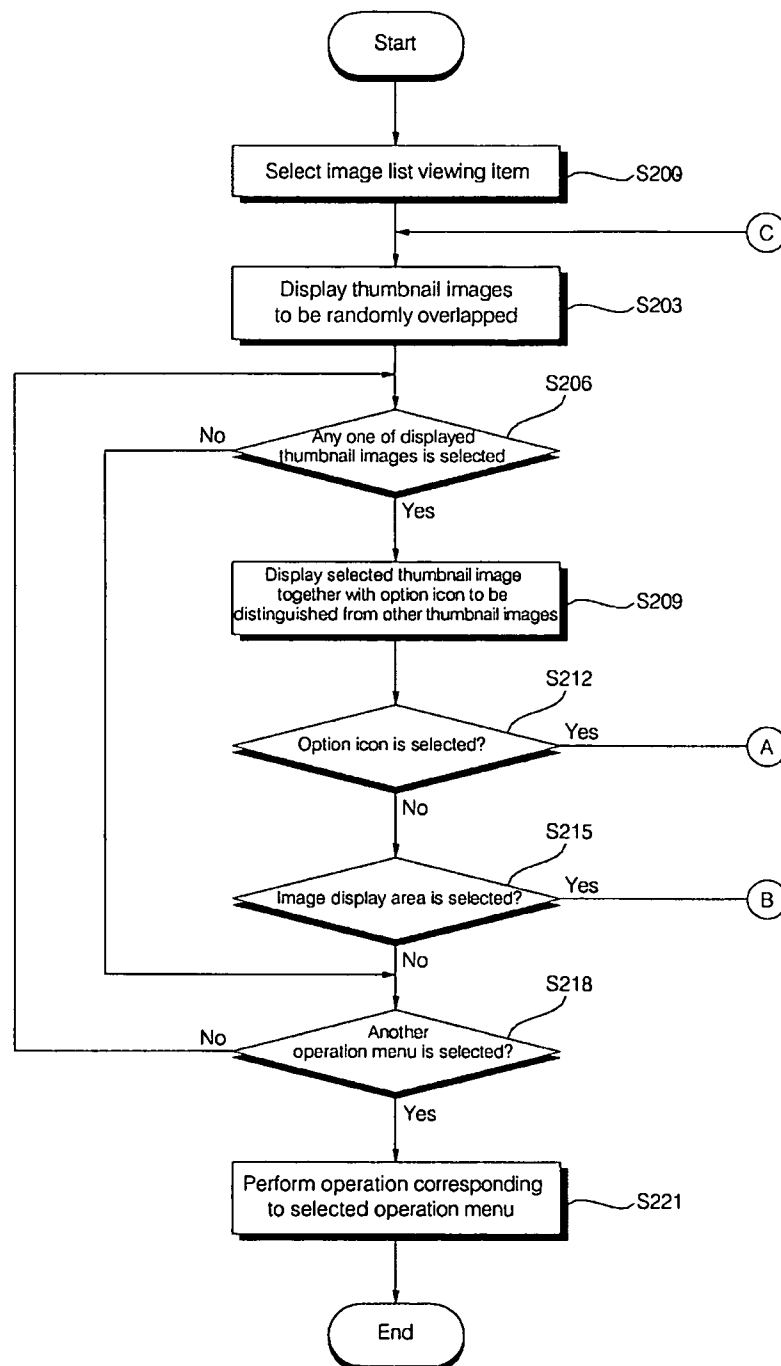 Start
Select image list viewing item
S200
C
Display thumbnail images
to be randomly overlapped
S203
S206
No
Any one of displayed
thumbnail images is selected
Yes
Display selected thumbnail image
together with option icon to be
distinguished from other thumbnail images
S209
S212
Option icon is selected?
Yes
A
No
S215
Image display area is selected?
Yes
B
No
S218
No
Another
operation menu is selected?
Yes
Perform operation corresponding
to selected operation menu
S221
End